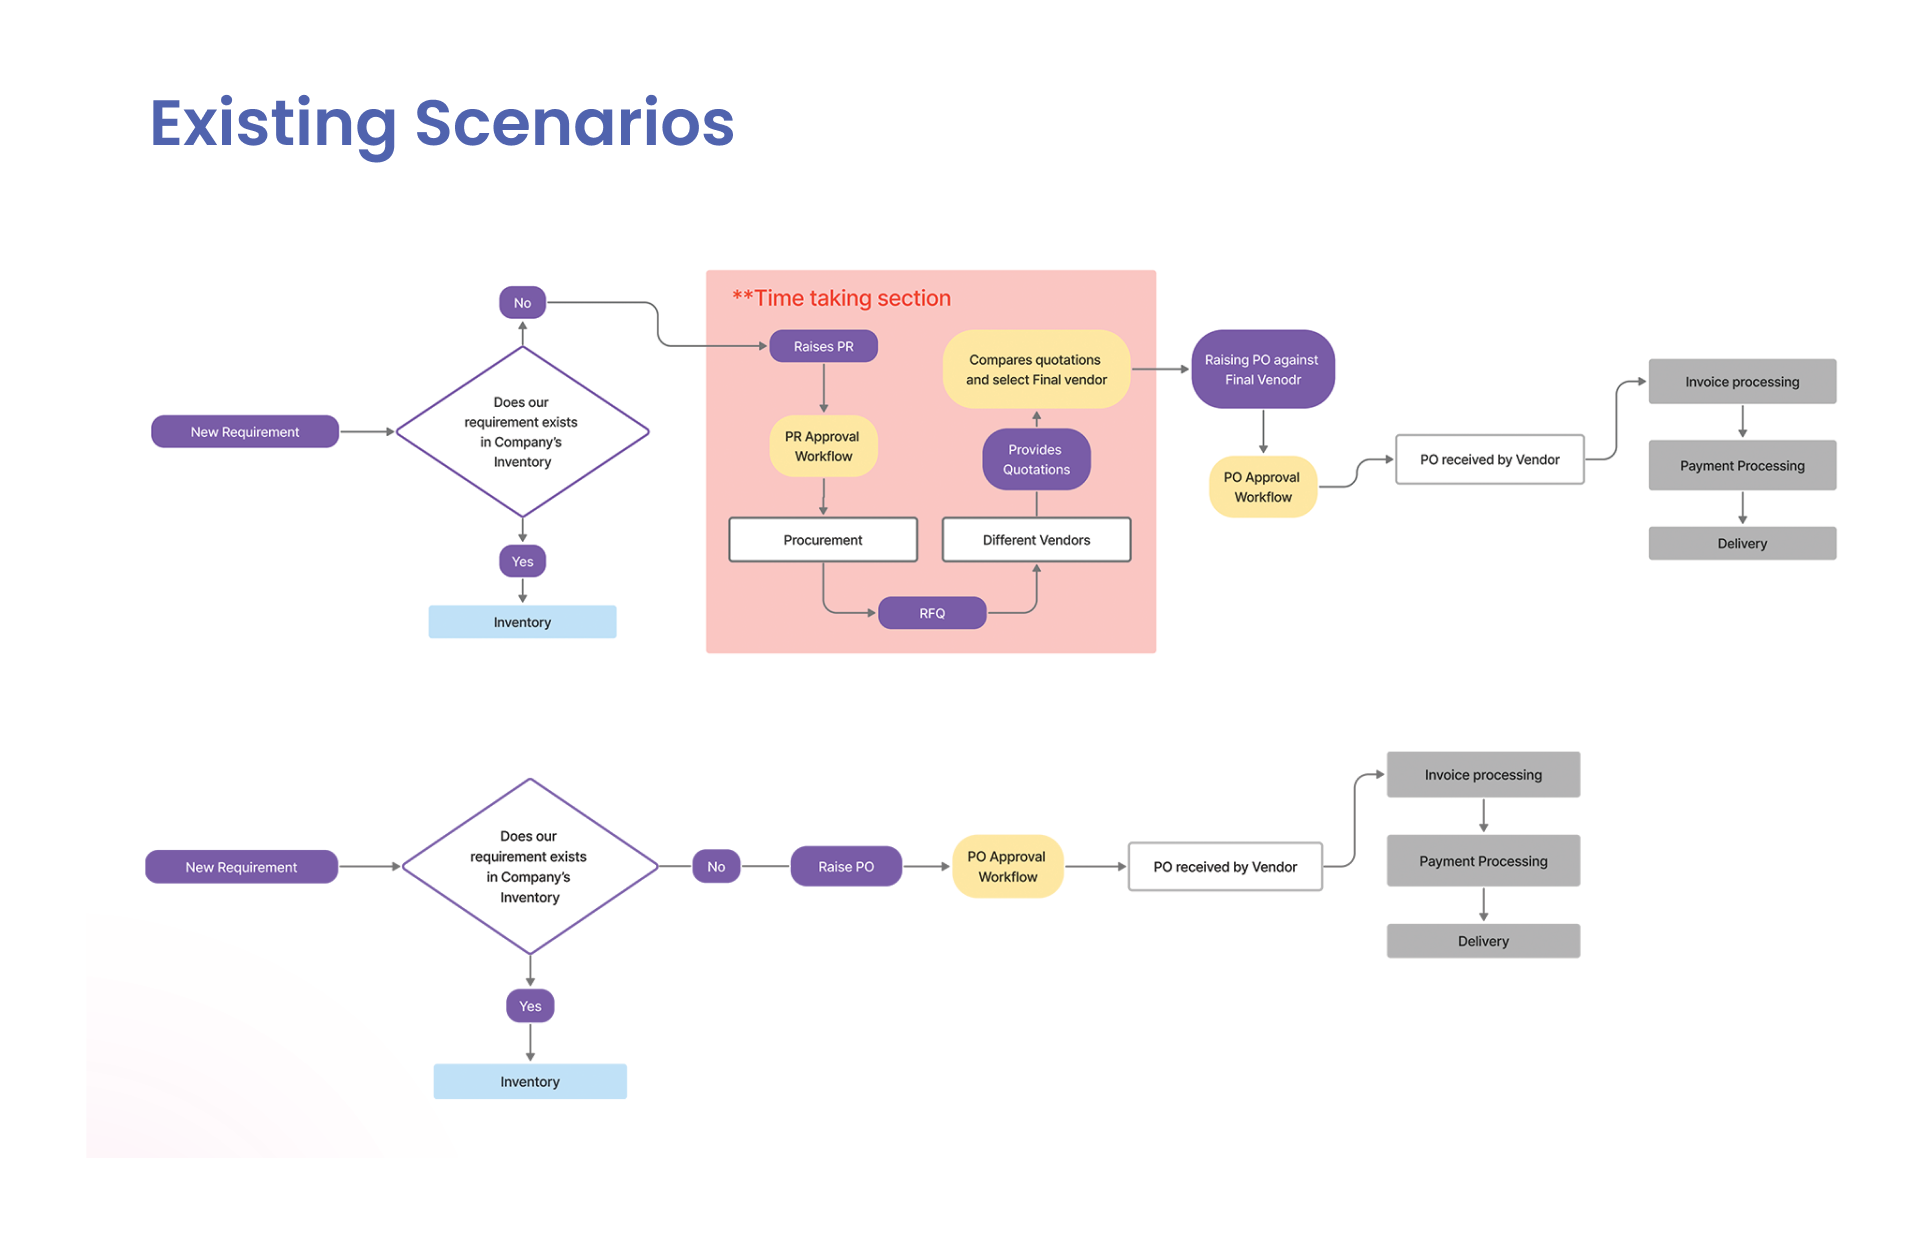 Existing Scenarios
New Requirement
Does our
requirement exists
in Company's
Inventory
No
Yes
Inventory
**Time taking section
Raises PR
PR Approval
Workflow
Procurement
RFQ
Different Vendors
Provides
Quotations
Compares quotations
and select Final vendor
Raising PO against
Final Venodr
PO Approval
Workflow
PO received by Vendor
Invoice processing
Payment Processing
Delivery
New Requirement
Does our
requirement exists
in Company's
Inventory
Yes
Inventory
No
Raise PO
PO Approval
Workflow
PO received by Vendor
Invoice processing
Payment Processing
Delivery